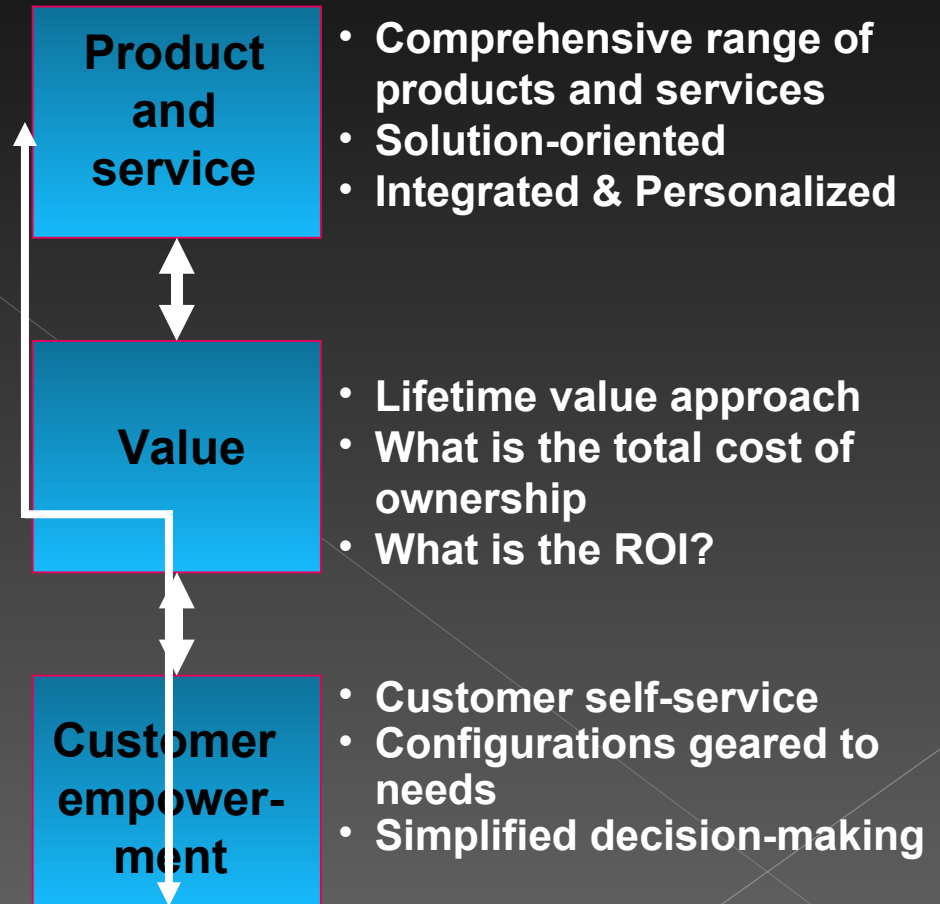 Product
and
service
• Comprehensive range of
products and services
• Solution-oriented
• Integrated & Personalized
Value
• Lifetime value approach
• What is the total cost of
ownership
• What is the ROI?
Customer
empower-
ment
• Customer self-service
• Configurations geared to
needs
• Simplified decision-making